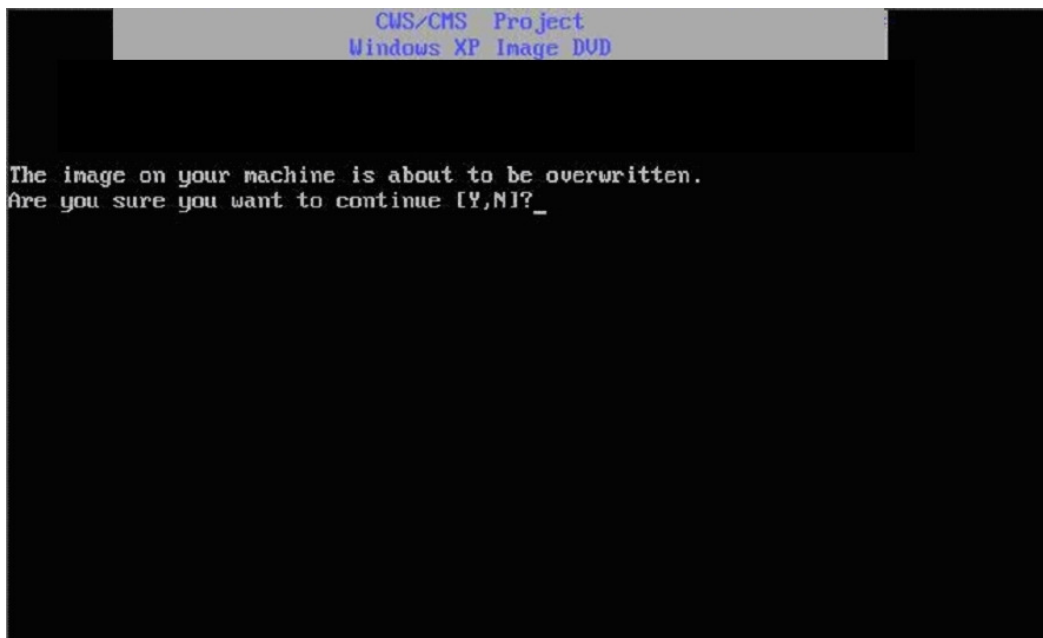 CWS/CMS Project
Windows XP Image DVD
The image on your machine is about to be overwritten.
Are you sure you want to continue [Y,N]?_